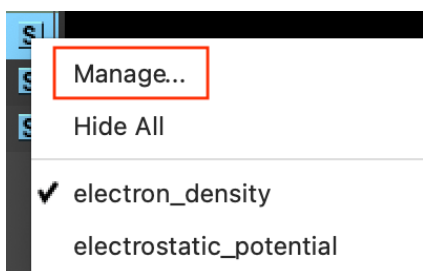 S
Manage...
S
Hide All
S
electron_density
electrostatic_potential